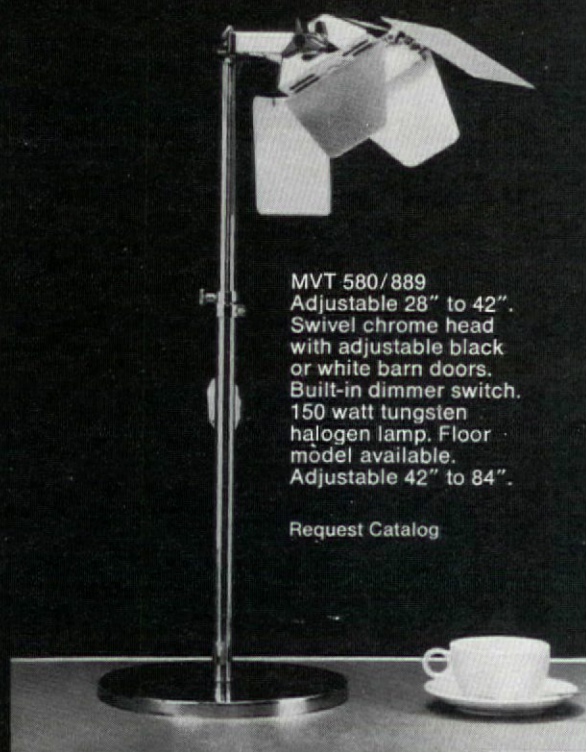 MVT 580/889
Adjustable 28″ to 42″.
Swivel chrome head
with adjustable black
or white barn doors.
Built-in dimmer switch.
150 watt tungsten
halogen lamp. Floor
model available.
Adjustable 42″ to 84″.
Request Catalog